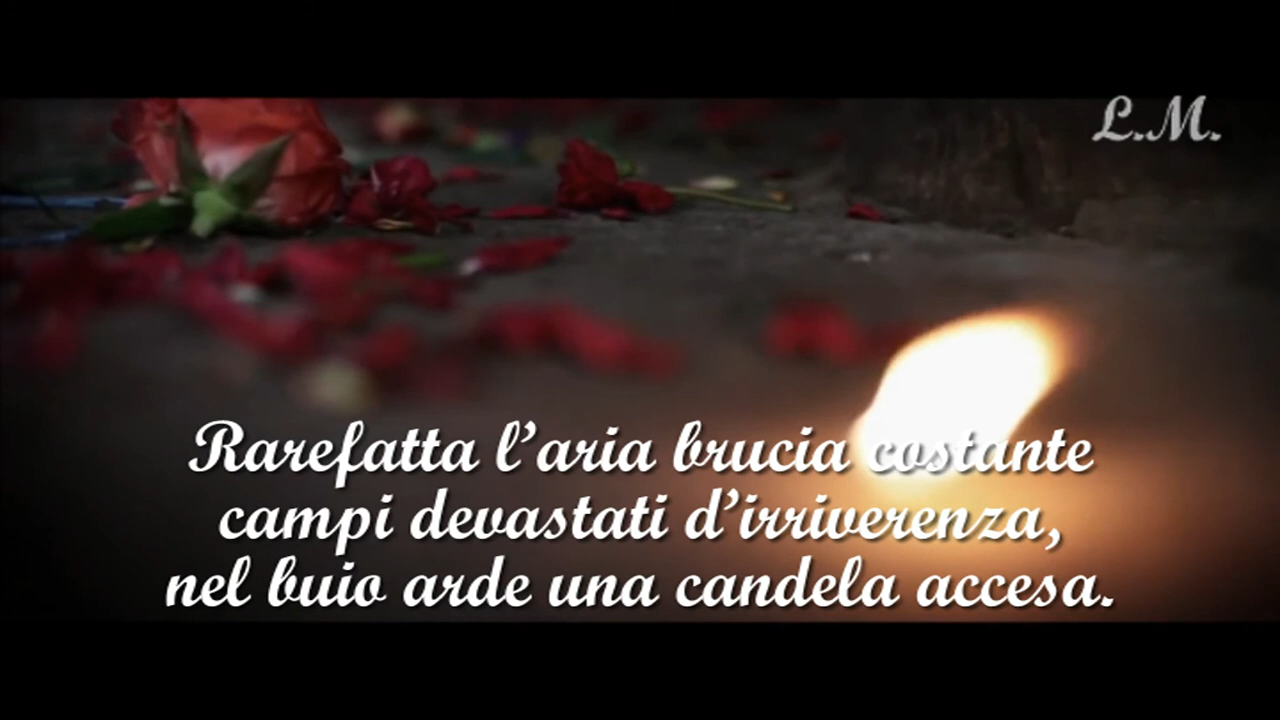 L.M.
Rarefatta l'aria brucia costante
campi devastati d'irriverenza,
nel buio arde una candela accesa.